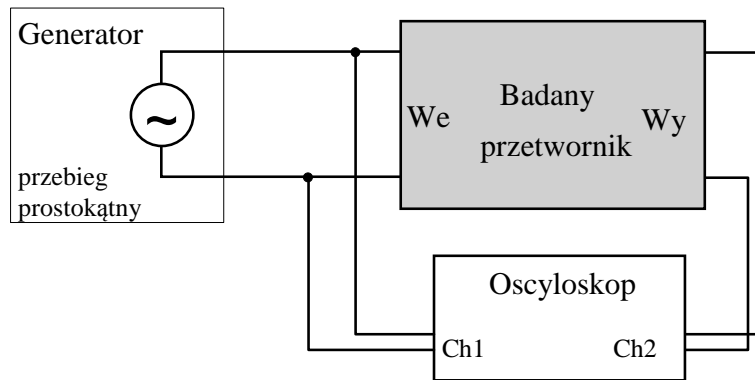 Generator
~
przebieg
prostokątny
We
Badany
przetwornik
Wy
Oscyloskop
Ch1
Ch2